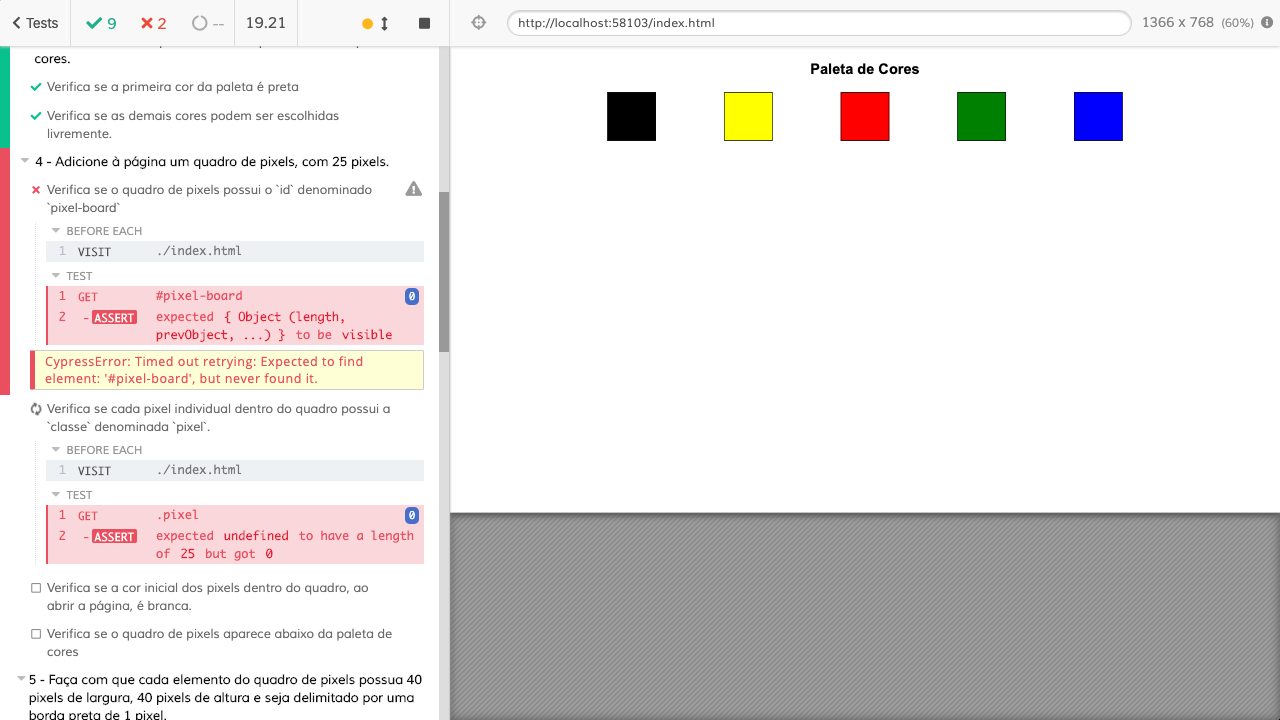 Tests
9
2
--
19.21
http://localhost:58103/index.html
1366 x 768 (60%)
cores.
Verifica se a primeira cor da paleta é preta
Verifica se as demais cores podem ser escolhidas
livremente.
4 - Adicione à página um quadro de pixels, com 25 pixels.
Verifica se o quadro de pixels possui o `id` denominado
`pixel-board`
BEFORE EACH
1 VISIT ./index.html
TEST
1 GET #pixel-board 0
2 -ASSERT expected { Object (length,
prevObject, ...) } to be visible
CypressError: Timed out retrying: Expected to find
element: '#pixel-board', but never found it.
Verifica se cada pixel individual dentro do quadro possui a
`classe` denominada `pixel`.
BEFORE EACH
1 VISIT ./index.html
TEST
1 GET .pixel 0
2 -ASSERT expected undefined to have a length
of 25 but got 0
Verifica se a cor inicial dos pixels dentro do quadro, ao
abrir a página, é branca.
Verifica se o quadro de pixels aparece abaixo da paleta de
cores
5 - Faça com que cada elemento do quadro de pixels possua 40
pixels de largura, 40 pixels de altura e seja delimitado por uma
borda preta de 1 pixel.
Paleta de Cores